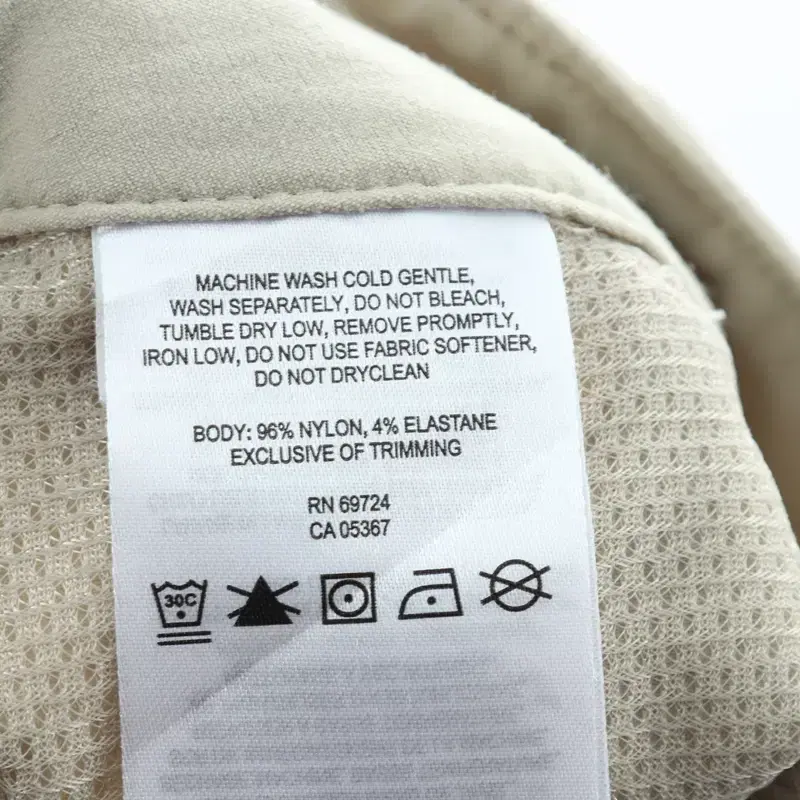 MACHINE WASH COLD GENTLE,
WASH SEPARATELY, DO NOT BLEACH,
TUMBLE DRY LOW, REMOVE PROMPTLY,
IRON LOW, DO NOT USE FABRIC SOFTENER,
DO NOT DRYCLEAN
BODY: 96% NYLON, 4% ELASTANE
EXCLUSIVE OF TRIMMING
RN 69724
CA 05367
30C